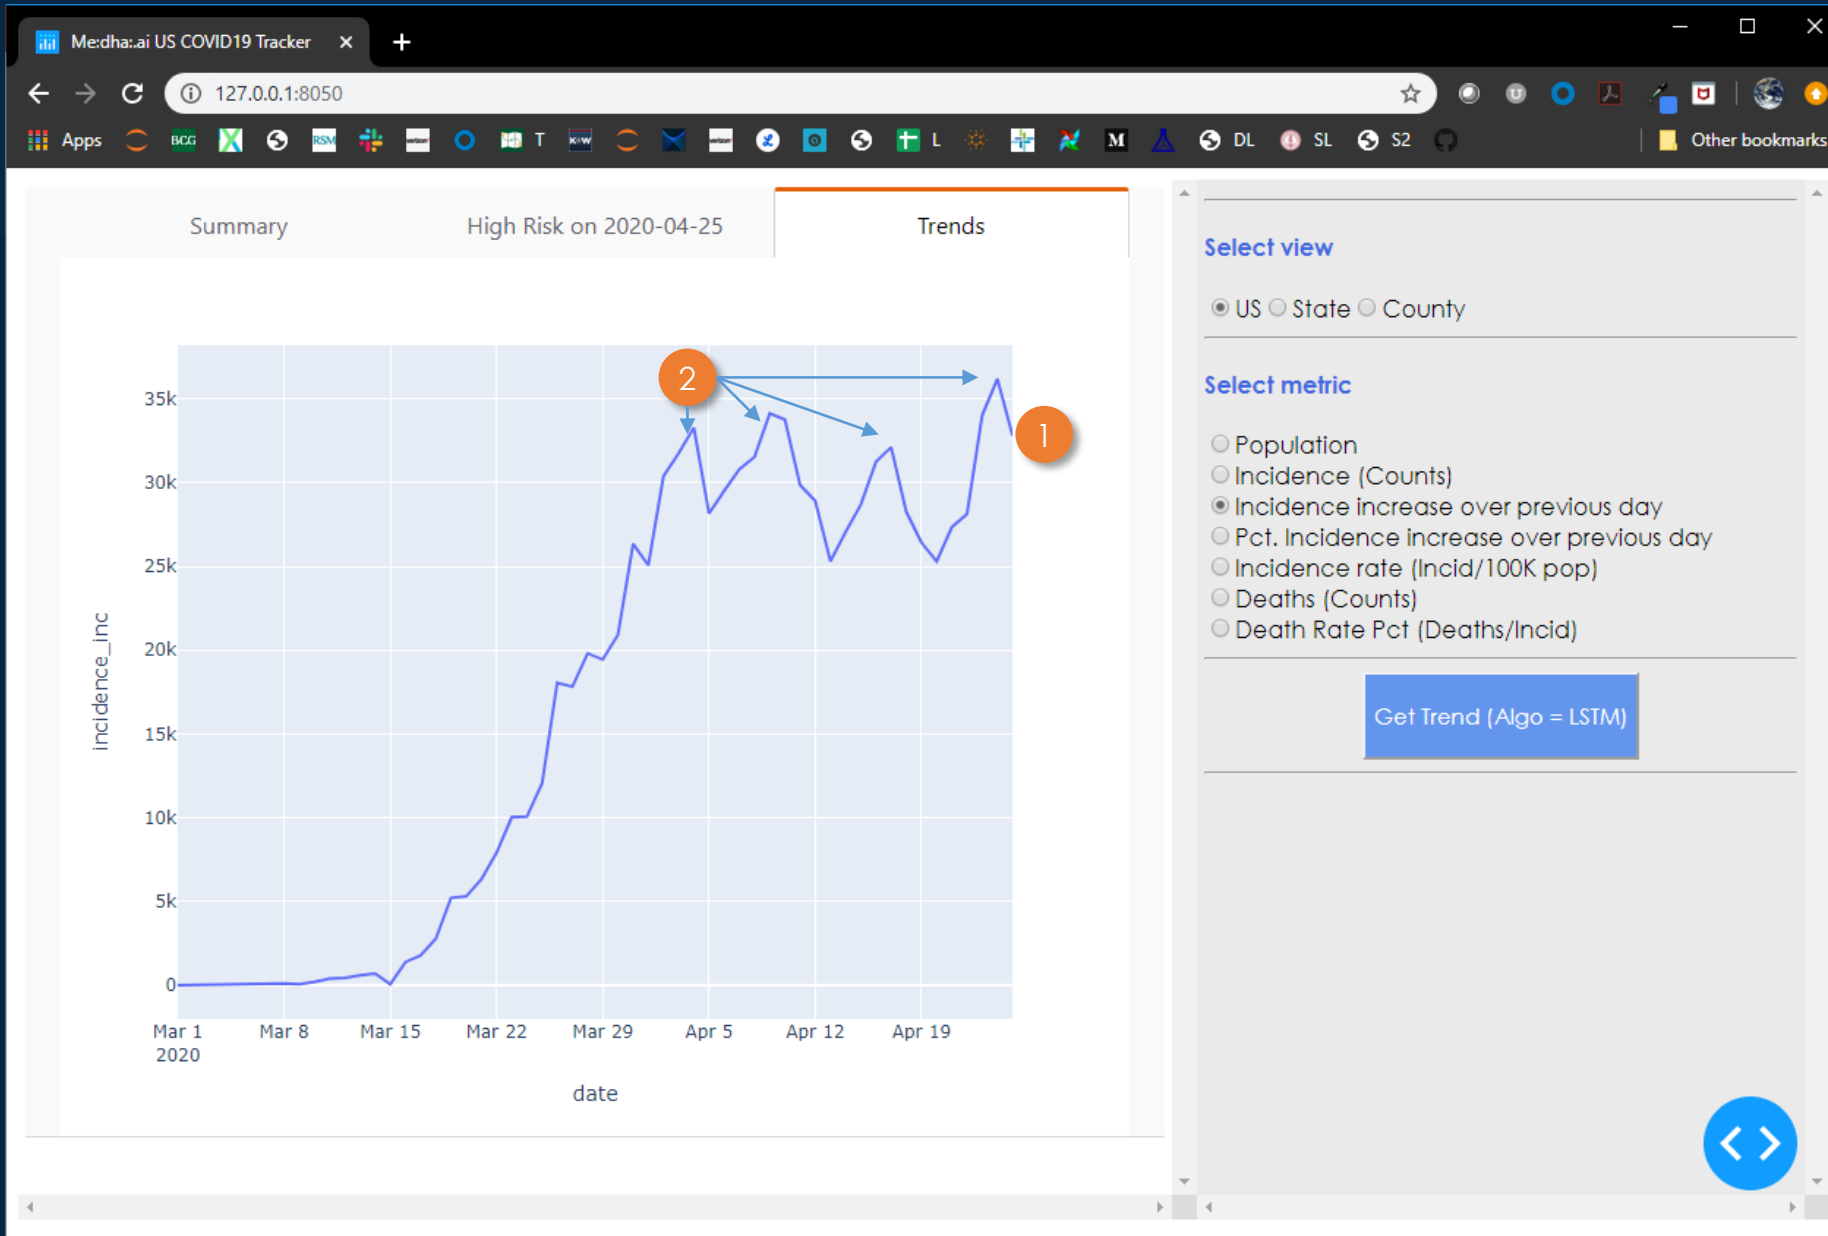 Me:dha:.ai US COVID19 Tracker
127.0.0.1:8050
Apps BCG RSM verizon T K+W verizon L M DL SL S2 Other bookmarks
Summary High Risk on 2020-04-25 Trends
35k
30k
25k
20k
15k
10k
5k
0
incidence_inc
2
1
Mar 1 Mar 8 Mar 15 Mar 22 Mar 29 Apr 5 Apr 12 Apr 19
2020
date
Select view
US State County
Select metric
Population
Incidence (Counts)
Incidence increase over previous day
Pct. Incidence increase over previous day
Incidence rate (Incid/100K pop)
Deaths (Counts)
Death Rate Pct (Deaths/Incid)
Get Trend (Algo = LSTM)